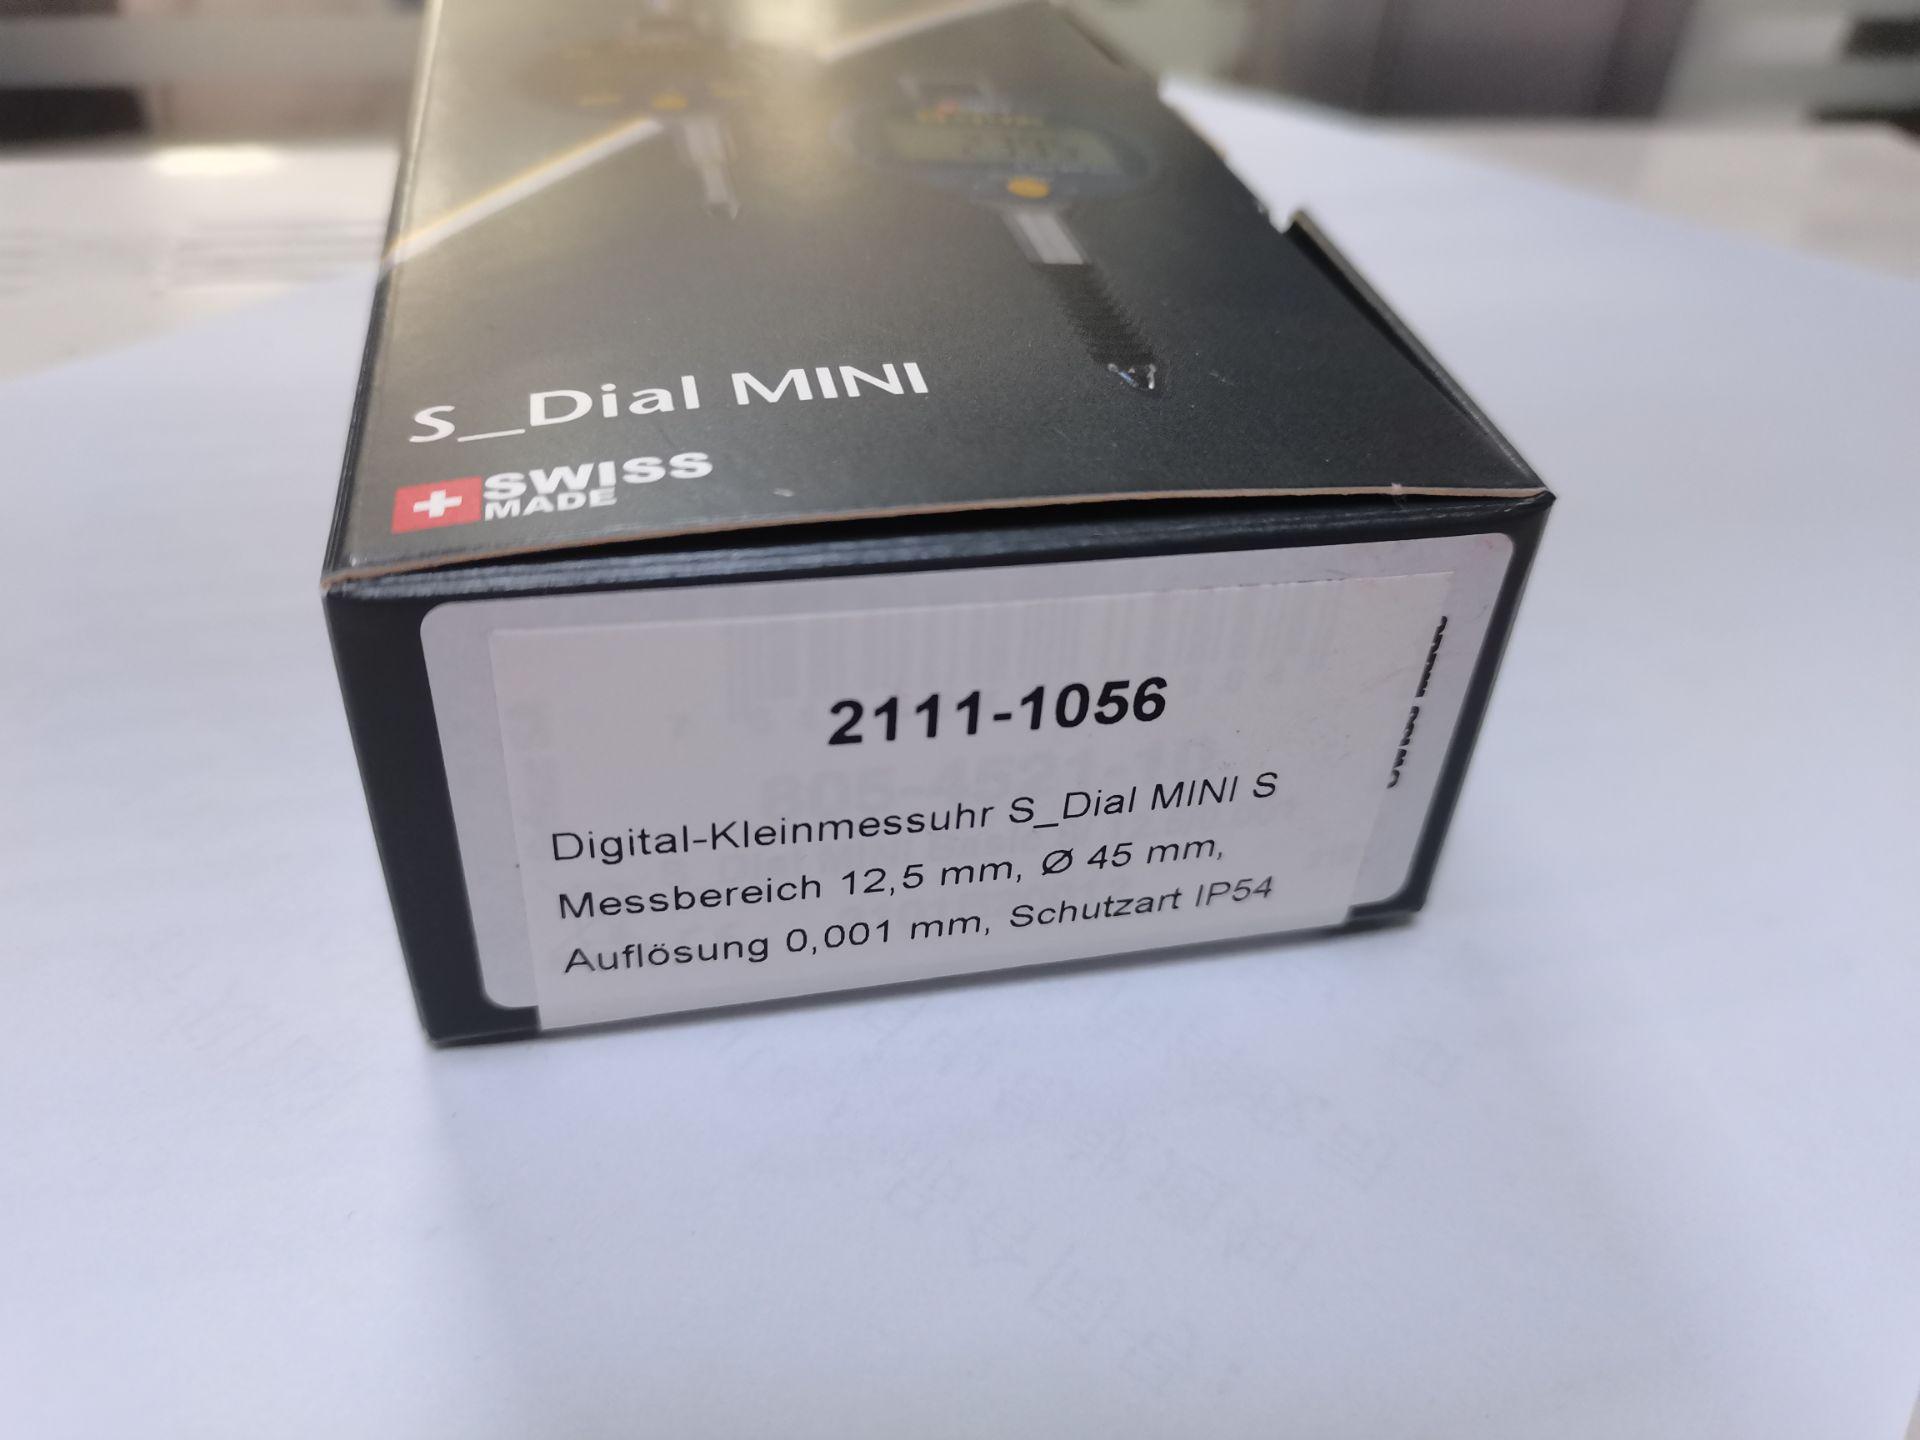 S_Dial MINI
SWISS
MADE
2111-1056
Digital-Kleinmessuhr S_Dial MINI S
Messbereich 12,5 mm, Ø 45 mm,
Auflösung 0,001 mm, Schutzart IP54